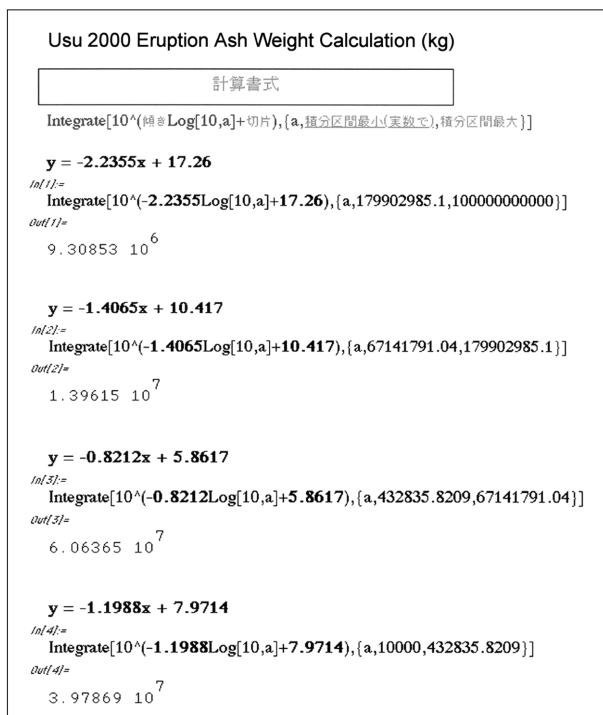 Usu 2000 Eruption Ash Weight Calculation (kg)
計算書式
Integrate[10^(傾きLog[10,a]+切片),{a,積分区間最小(実数で),積分区間最大}]
y = -2.2355x + 17.26
In[1]:=
Integrate[10^(-2.2355Log[10,a]+17.26),{a,179902985.1,100000000000}]
Out[1]=
9.30853 10^6
y = -1.4065x + 10.417
In[2]:=
Integrate[10^(-1.4065Log[10,a]+10.417),{a,67141791.04,179902985.1}]
Out[2]=
1.39615 10^7
y = -0.8212x + 5.8617
In[3]:=
Integrate[10^(-0.8212Log[10,a]+5.8617),{a,432835.8209,67141791.04}]
Out[3]=
6.06365 10^7
y = -1.1988x + 7.9714
In[4]:=
Integrate[10^(-1.1988Log[10,a]+7.9714),{a,10000,432835.8209}]
Out[4]=
3.97869 10^7